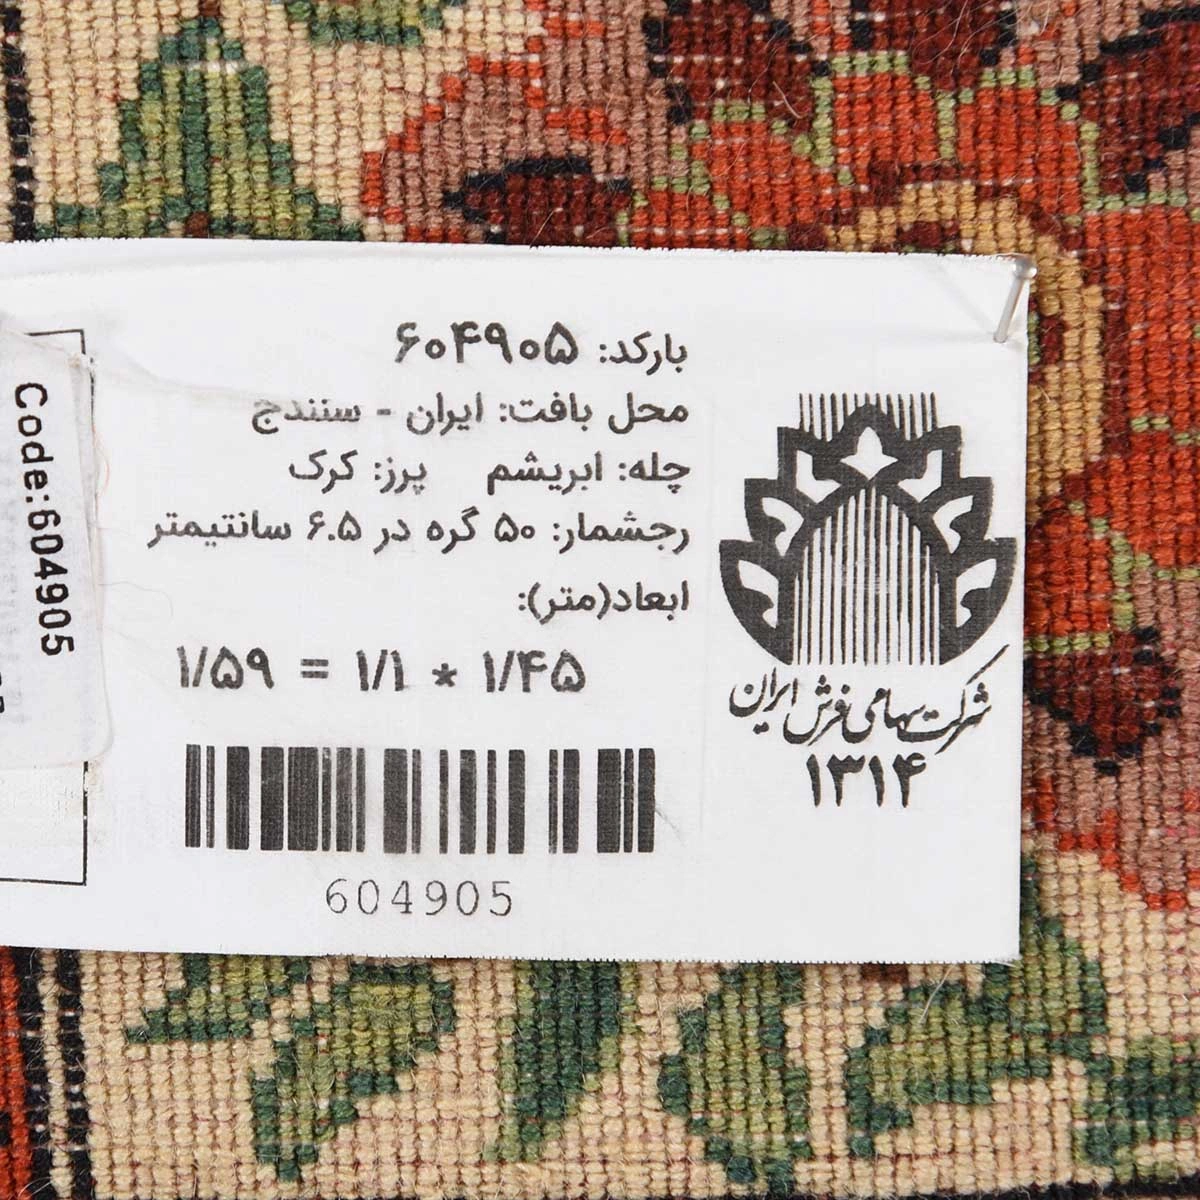 بارکد: ۶۰۴۹۰۵
محل بافت: ایران - سنندج
چله: ابریشم پرز: کرک
رجشمار: ۵۰ گره در ۶.۵ سانتیمتر
ابعاد(متر):
۱/۵۹ = ۱/۱ * ۱/۴۵
604905
شرکت سهامی فرش ایران
۱۳۱۴
Code:604905